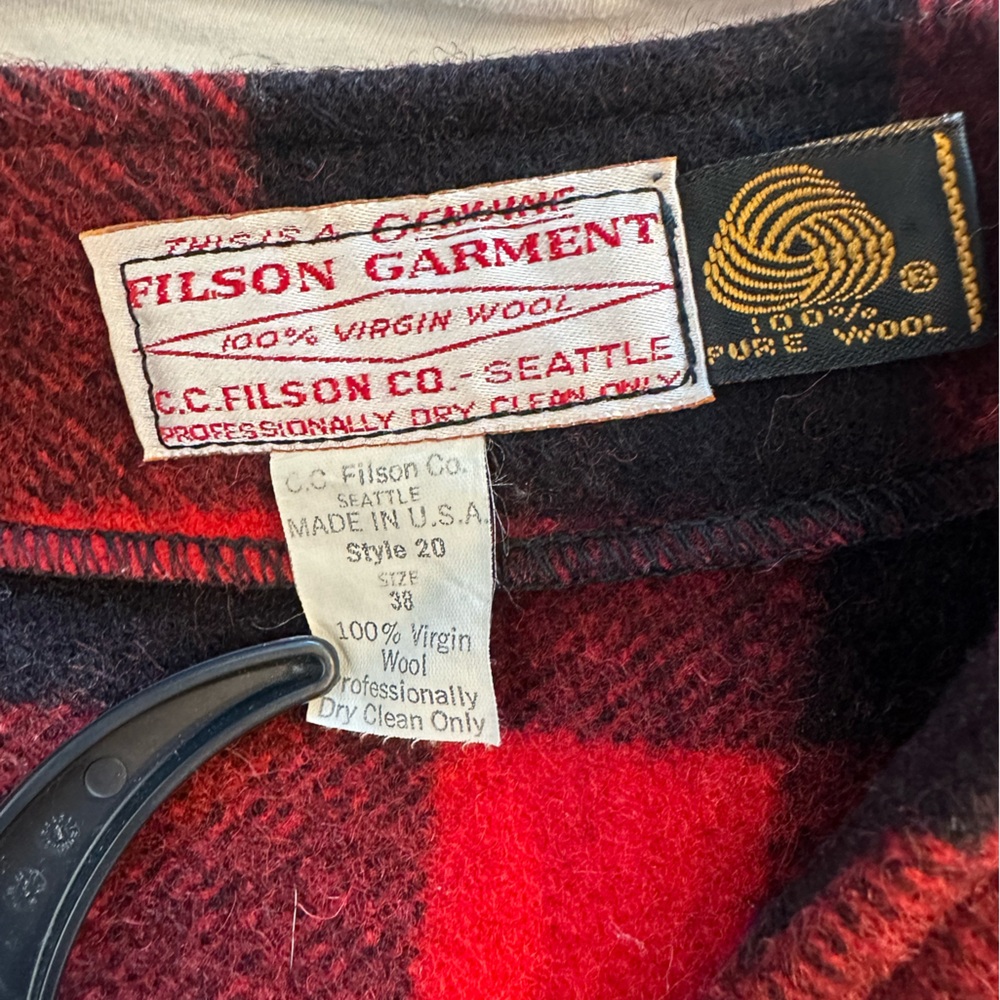 THIS IS A GENUINE
FILSON GARMENT
100% VIRGIN WOOL
C.C.FILSON CO.-SEATTLE
PROFESSIONALLY DRY CLEAN ONLY
100%
PURE WOOL
®
C.C. Filson Co.
SEATTLE
MADE IN U.S.A.
Style 20
SIZE
38
100% Virgin
Wool
rofessionally
Dry Clean Only